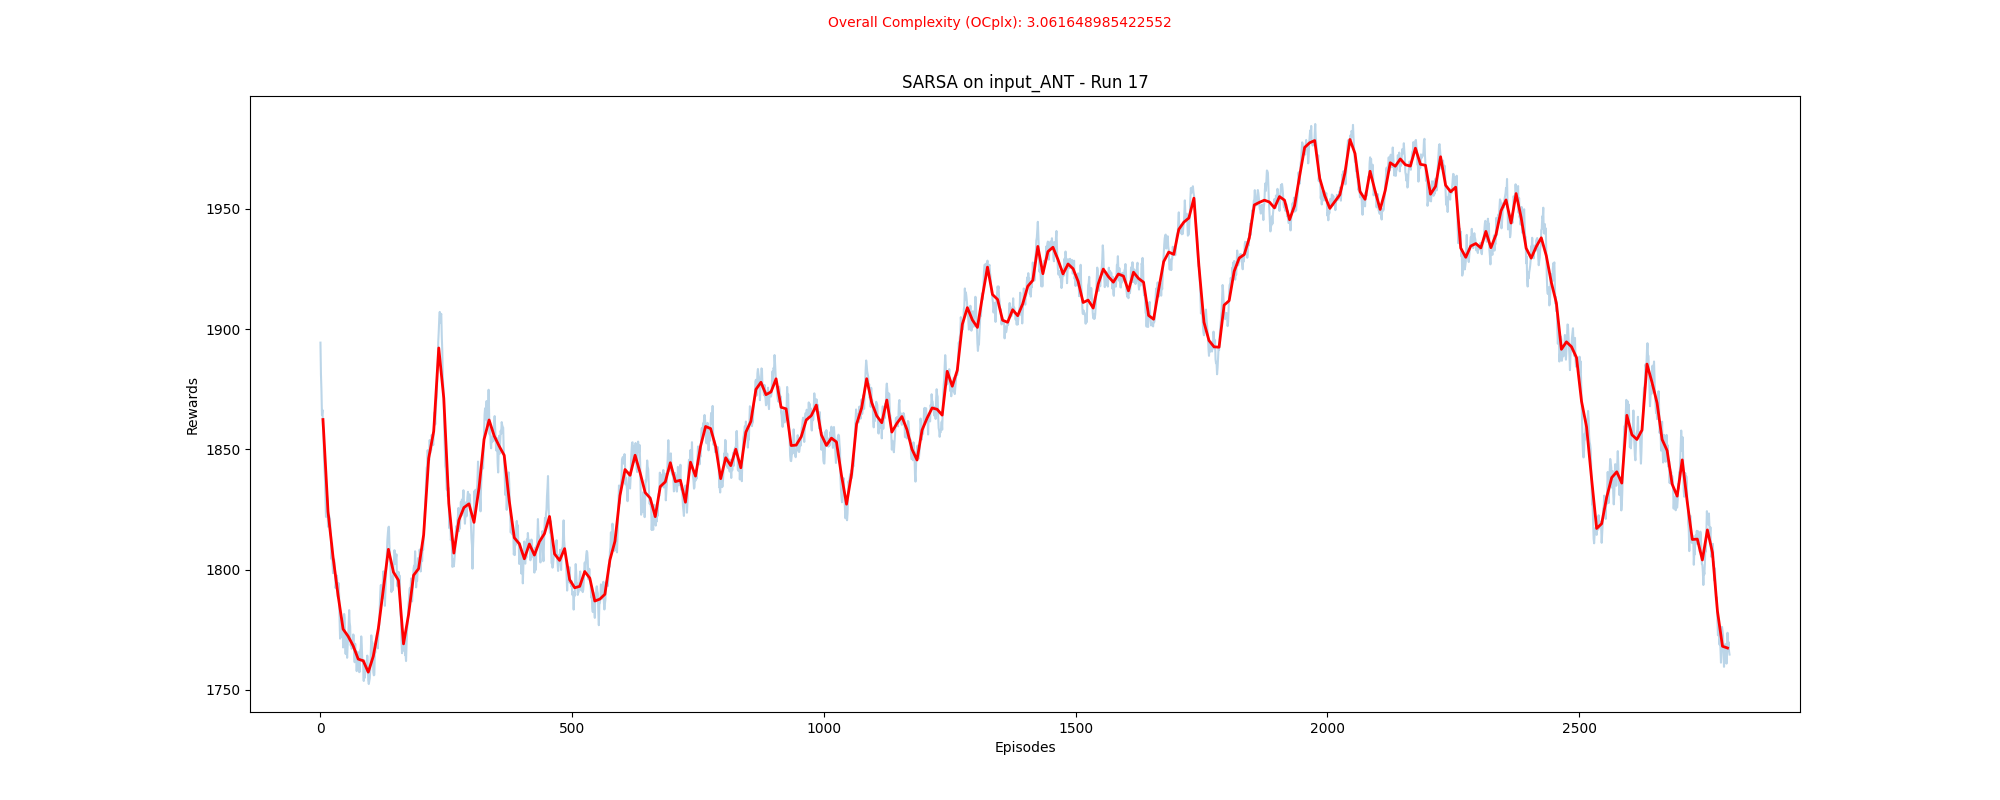 Overall Complexity (OCplx): 3.061648985422552
SARSA on input_ANT - Run 17
Rewards
1950
1900
1850
1800
1750
0 500 1000 1500 2000 2500
Episodes